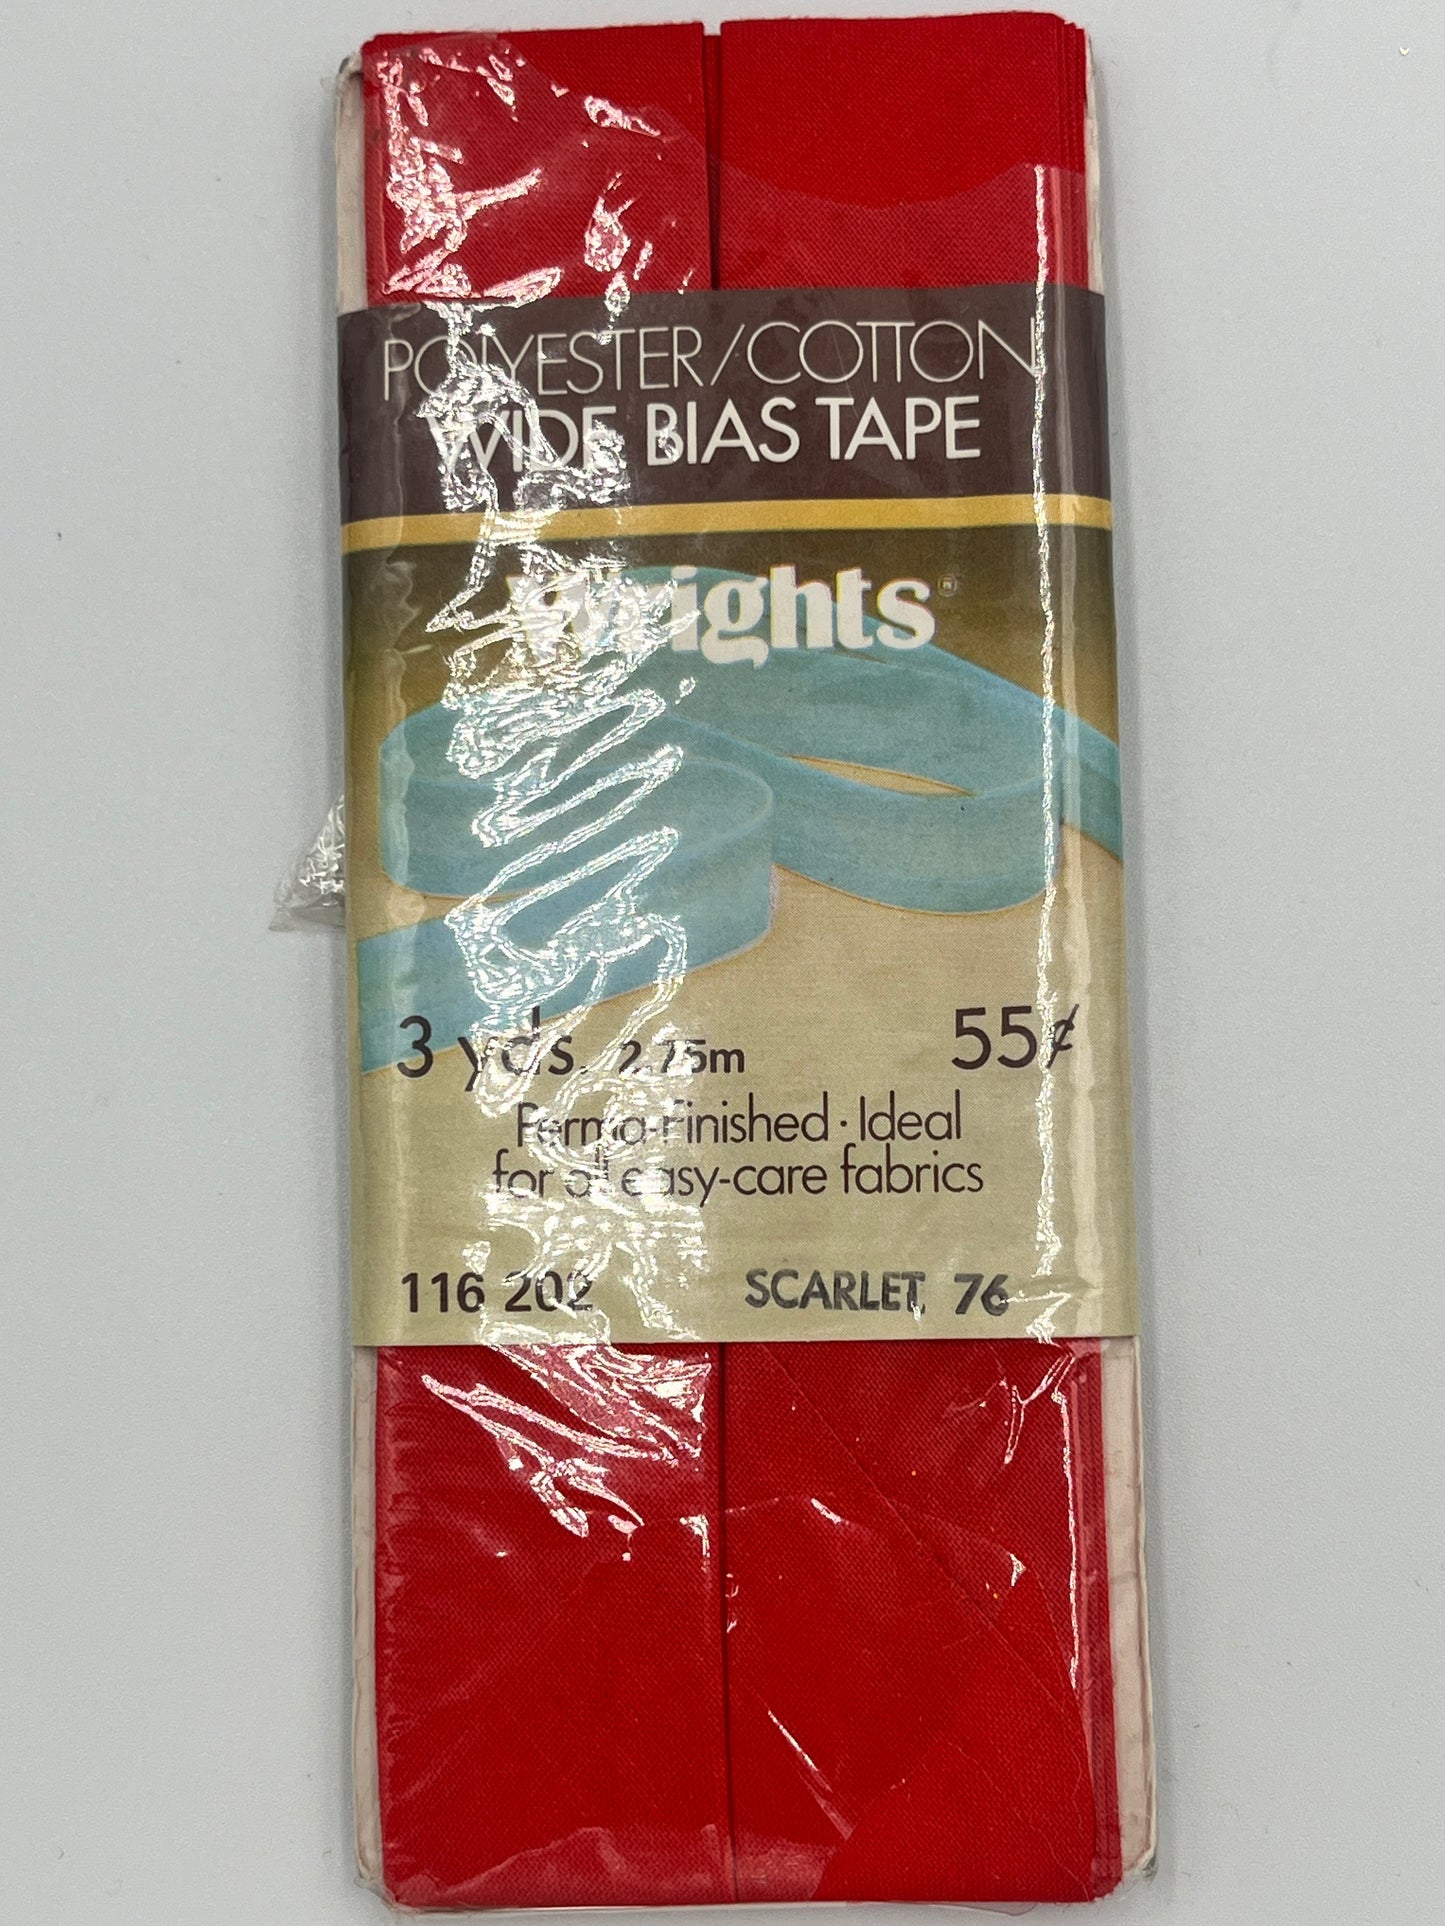 POLYESTER/COTTON
WIDE BIAS TAPE
Wrights®
3 yds. 2.75m 55¢
Perma-Finished · Ideal
for all easy-care fabrics
116 202 SCARLET 76